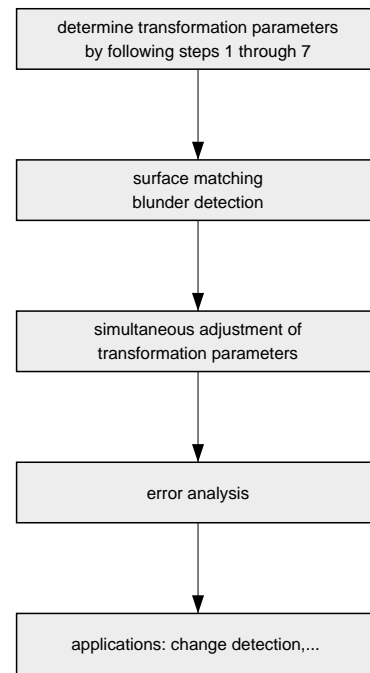 determine transformation parameters
by following steps 1 through 7
surface matching
blunder detection
simultaneous adjustment of
transformation parameters
error analysis
applications: change detection,...